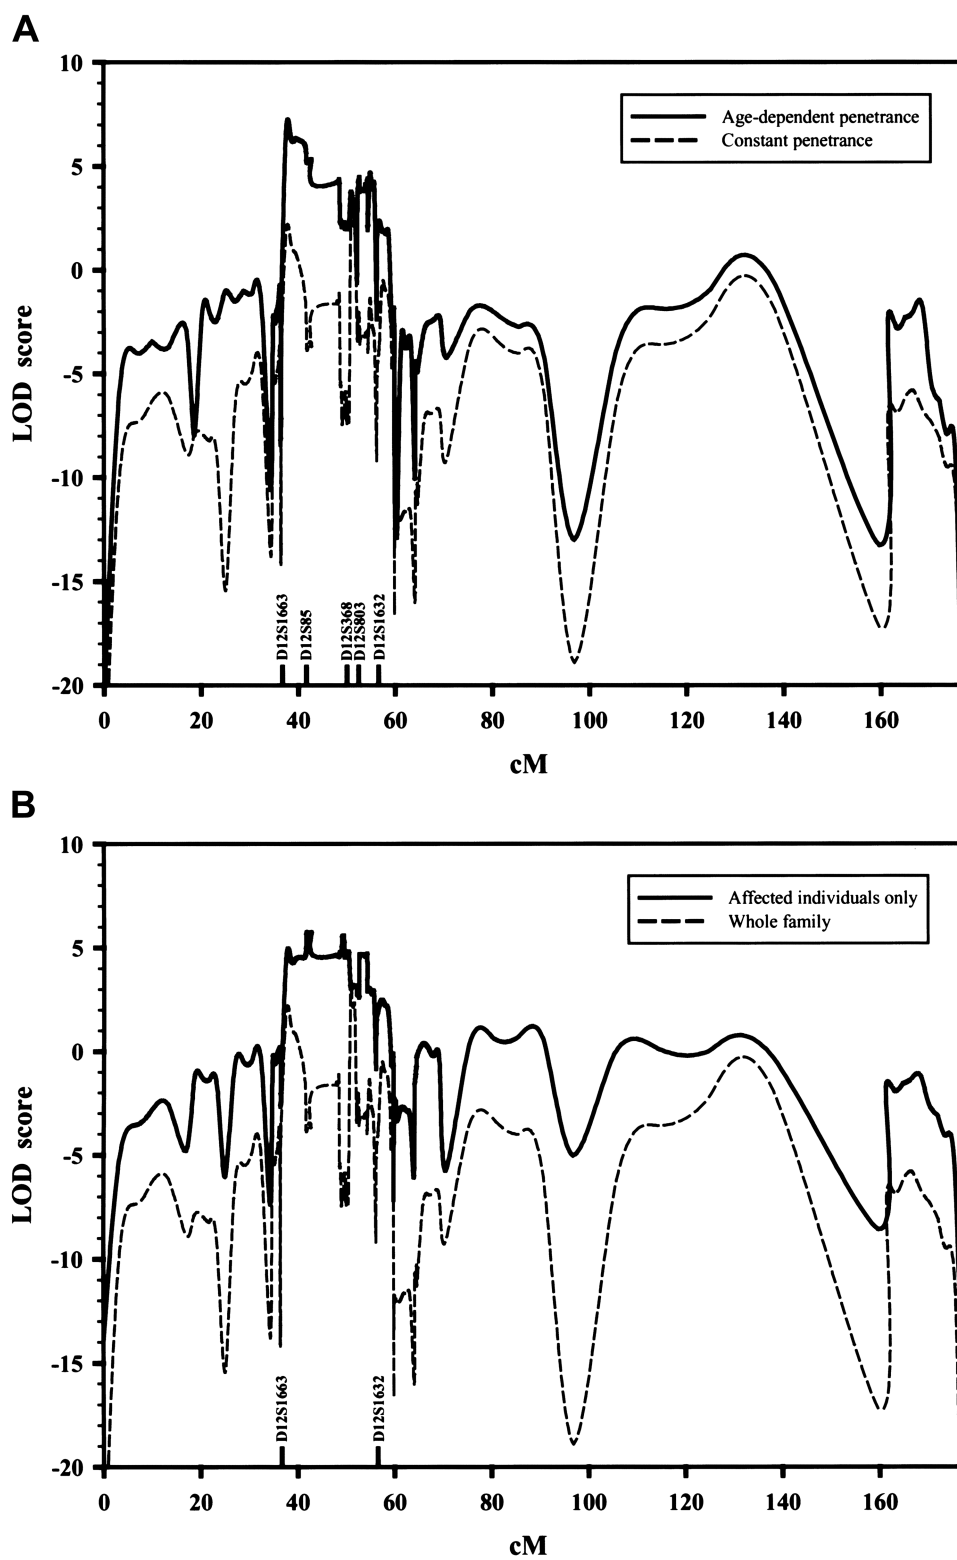 A
10
5
0
-5
-10
-15
-20
LOD score
Age-dependent penetrance
Constant penetrance
D12S1663
D12S85
D12S368
D12S803
D12S1632
0 20 40 60 80 100 120 140 160
cM
B
10
5
0
-5
-10
-15
-20
LOD score
Affected individuals only
Whole family
D12S1663
D12S1632
0 20 40 60 80 100 120 140 160
cM